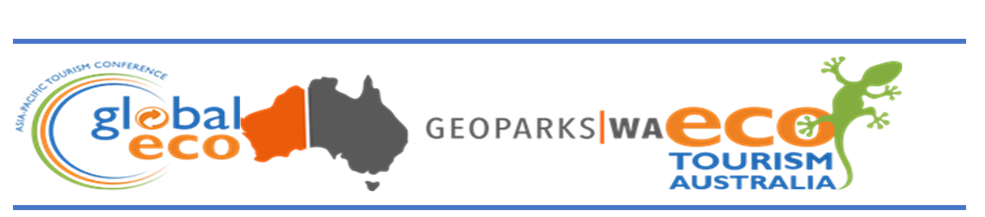 ASIA-PACIFIC TOURISM CONFERENCE
global
eco
GEOPARKS|WA
eco
TOURISM
AUSTRALIA